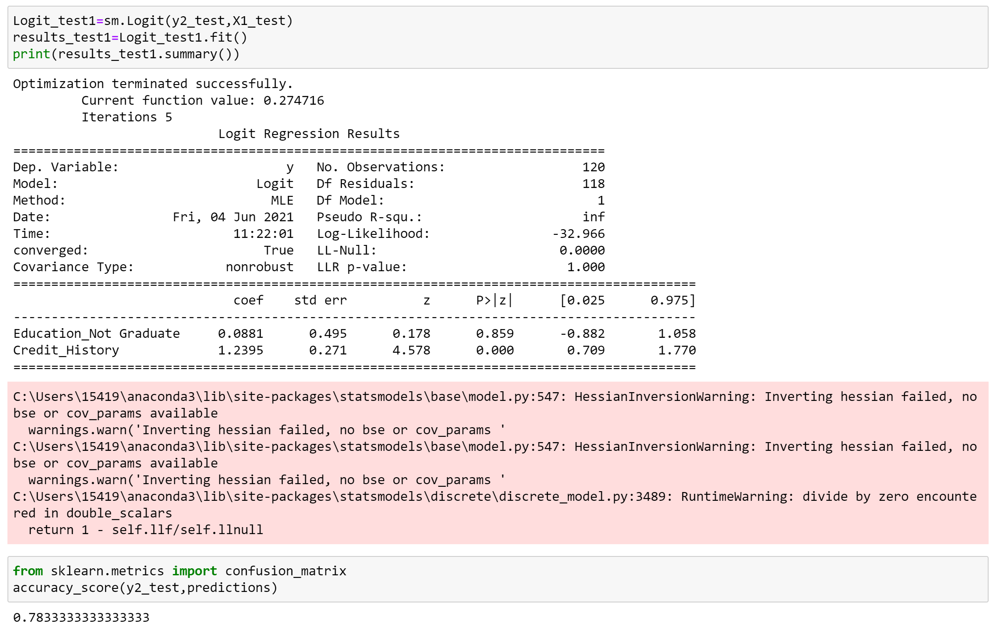 Logit_test1=sm.Logit(y2_test,X1_test)
results_test1=Logit_test1.fit()
print(results_test1.summary())
Optimization terminated successfully.
         Current function value: 0.274716
         Iterations 5
                           Logit Regression Results
==============================================================================
Dep. Variable:                      y   No. Observations:                  120
Model:                          Logit   Df Residuals:                      118
Method:                           MLE   Df Model:                            1
Date:                Fri, 04 Jun 2021   Pseudo R-squ.:                     inf
Time:                        11:22:01   Log-Likelihood:                -32.966
converged:                       True   LL-Null:                        0.0000
Covariance Type:            nonrobust   LLR p-value:                     1.000
==========================================================================================
                             coef    std err          z      P>|z|      [0.025      0.975]
------------------------------------------------------------------------------------------
Education_Not Graduate     0.0881      0.495      0.178      0.859      -0.882       1.058
Credit_History             1.2395      0.271      4.578      0.000       0.709       1.770
==========================================================================================
C:\Users\15419\anaconda3\lib\site-packages\statsmodels\base\model.py:547: HessianInversionWarning: Inverting hessian failed, no
bse or cov_params available
  warnings.warn('Inverting hessian failed, no bse or cov_params '
C:\Users\15419\anaconda3\lib\site-packages\statsmodels\base\model.py:547: HessianInversionWarning: Inverting hessian failed, no
bse or cov_params available
  warnings.warn('Inverting hessian failed, no bse or cov_params '
C:\Users\15419\anaconda3\lib\site-packages\statsmodels\discrete\discrete_model.py:3489: RuntimeWarning: divide by zero encounte
red in double_scalars
  return 1 - self.llf/self.llnull
from sklearn.metrics import confusion_matrix
accuracy_score(y2_test,predictions)
0.7833333333333333